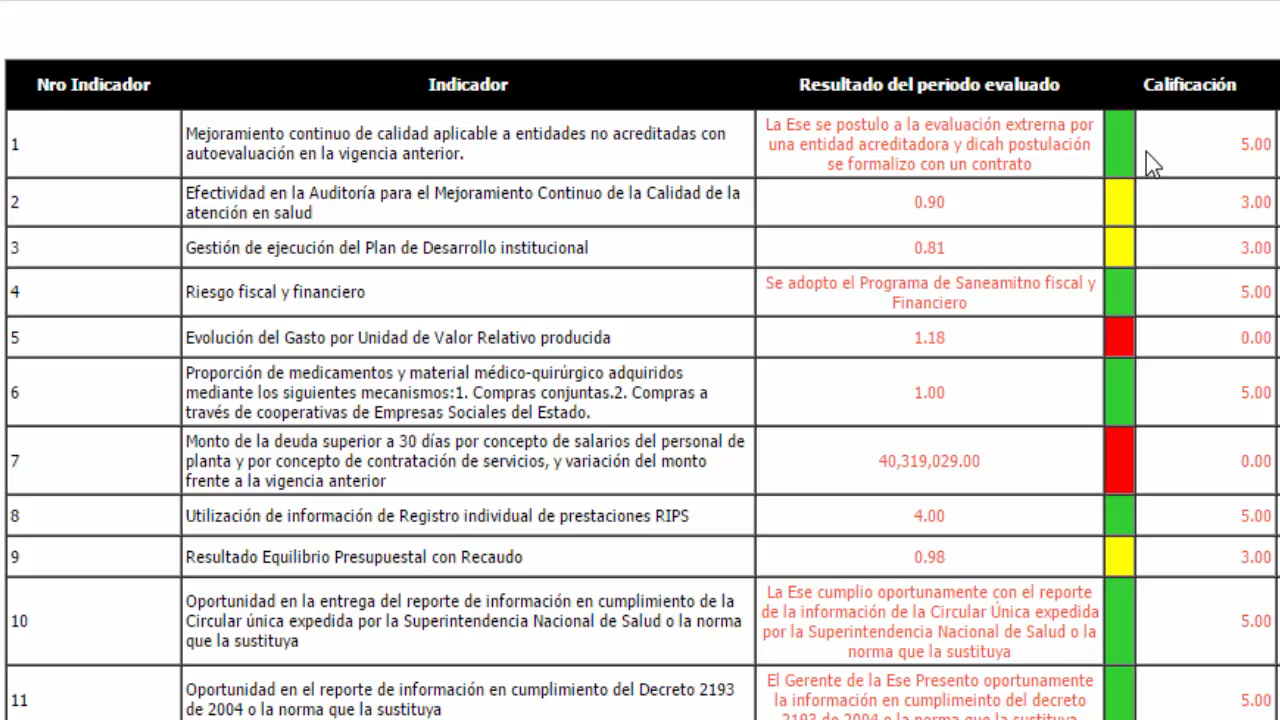 Nro Indicador Indicador Resultado del periodo evaluado Calificación
1 Mejoramiento continuo de calidad aplicable a entidades no acreditadas con
autoevaluación en la vigencia anterior.
La Ese se postulo a la evaluación extrerna por
una entidad acreditadora y dicah postulación
se formalizo con un contrato
5.00
2 Efectividad en la Auditoría para el Mejoramiento Continuo de la Calidad de la
atención en salud
0.90 3.00
3 Gestión de ejecución del Plan de Desarrollo institucional 0.81 3.00
4 Riesgo fiscal y financiero
Se adopto el Programa de Saneamitno fiscal y
Financiero
5.00
5 Evolución del Gasto por Unidad de Valor Relativo producida 1.18 0.00
6 Proporción de medicamentos y material médico-quirúrgico adquiridos
mediante los siguientes mecanismos:1. Compras conjuntas.2. Compras a
través de cooperativas de Empresas Sociales del Estado.
1.00 5.00
7 Monto de la deuda superior a 30 días por concepto de salarios del personal de
planta y por concepto de contratación de servicios, y variación del monto
frente a la vigencia anterior
40,319,029.00 0.00
8 Utilización de información de Registro individual de prestaciones RIPS 4.00 5.00
9 Resultado Equilibrio Presupuestal con Recaudo 0.98 3.00
10 Oportunidad en la entrega del reporte de información en cumplimiento de la
Circular única expedida por la Superintendencia Nacional de Salud o la norma
que la sustituya
La Ese cumplio oportunamente con el reporte
de la información de la Circular Única expedida
por la Superintendencia Nacional de Salud o la
norma que la sustituya
5.00
11 Oportunidad en el reporte de información en cumplimiento del Decreto 2193
de 2004 o la norma que la sustituya
El Gerente de la Ese Presento oportunamente
la información en cumplimeinto del decreto
2193 de 2004 o la norma que la sustituya
5.00